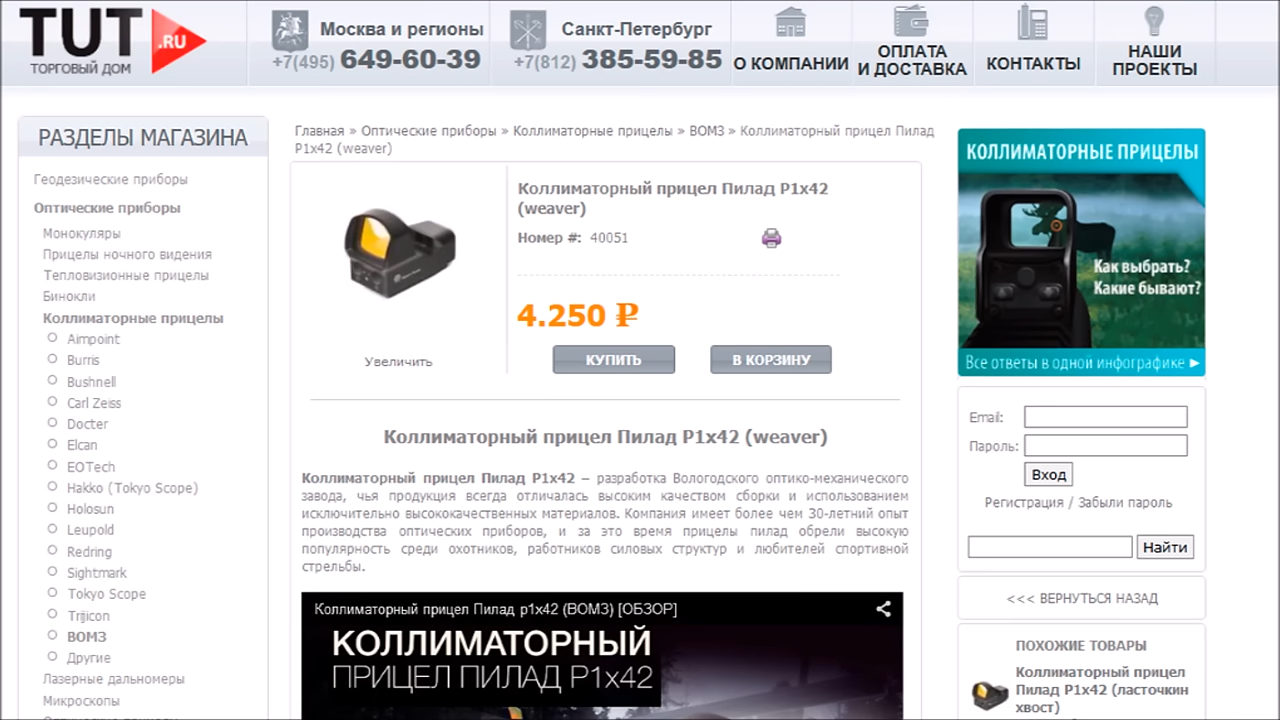 TUT.RU
ТОРГОВЫЙ ДОМ
Москва и регионы
+7(495) 649-60-39
Санкт-Петербург
+7(812) 385-59-85
О КОМПАНИИ
ОПЛАТА
И ДОСТАВКА
КОНТАКТЫ
НАШИ
ПРОЕКТЫ
РАЗДЕЛЫ МАГАЗИНА
Геодезические приборы
Оптические приборы
Монокуляры
Прицелы ночного видения
Тепловизионные прицелы
Бинокли
Коллиматорные прицелы
Aimpoint
Burris
Bushnell
Carl Zeiss
Docter
Elcan
EOTech
Hakko (Tokyo Scope)
Holosun
Leupold
Redring
Sightmark
Tokyo Scope
Trijicon
ВОМЗ
Другие
Лазерные дальномеры
Микроскопы
Главная » Оптические приборы » Коллиматорные прицелы » ВОМЗ » Коллиматорный прицел Пилад
P1x42 (weaver)
Увеличить
Коллиматорный прицел Пилад P1x42
(weaver)
Номер #: 40051
4.250 ₽
КУПИТЬ
В КОРЗИНУ
Коллиматорный прицел Пилад P1x42 (weaver)
Коллиматорный прицел Пилад P1x42 – разработка Вологодского оптико-механического
завода, чья продукция всегда отличалась высоким качеством сборки и использованием
исключительно высококачественных материалов. Компания имеет более чем 30-летний опыт
производства оптических приборов, и за это время прицелы пилад обрели высокую
популярность среди охотников, работников силовых структур и любителей спортивной
стрельбы.
Коллиматорный прицел Пилад p1x42 (ВОМЗ) [ОБЗОР]
КОЛЛИМАТОРНЫЙ
ПРИЦЕЛ ПИЛАД P1x42
КОЛЛИМАТОРНЫЕ ПРИЦЕЛЫ
Как выбрать?
Какие бывают?
Все ответы в одной инфографике ►
Email:
Пароль:
Вход
Регистрация / Забыли пароль
Найти
<<< ВЕРНУТЬСЯ НАЗАД
ПОХОЖИЕ ТОВАРЫ
Коллиматорный прицел
Пилад P1x42 (ласточкин
хвост)